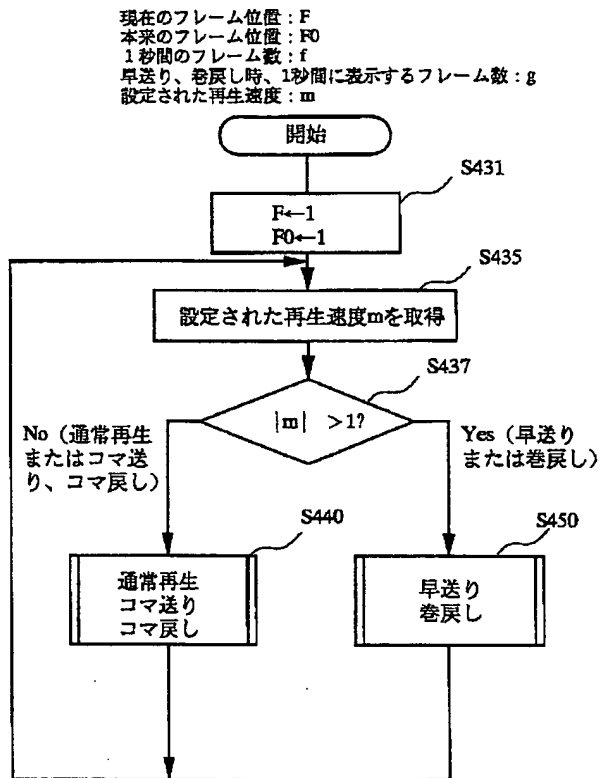 現在のフレーム位置：F
本来のフレーム位置：F0
1秒間のフレーム数：f
早送り、巻戻し時、1秒間に表示するフレーム数：g
設定された再生速度：m
開始
S431
F←1
F0←1
S435
設定された再生速度mを取得
S437
|m| >1?
No（通常再生
またはコマ送
り、コマ戻し）
Yes（早送り
または巻戻し）
S440
通常再生
コマ送り
コマ戻し
S450
早送り
巻戻し